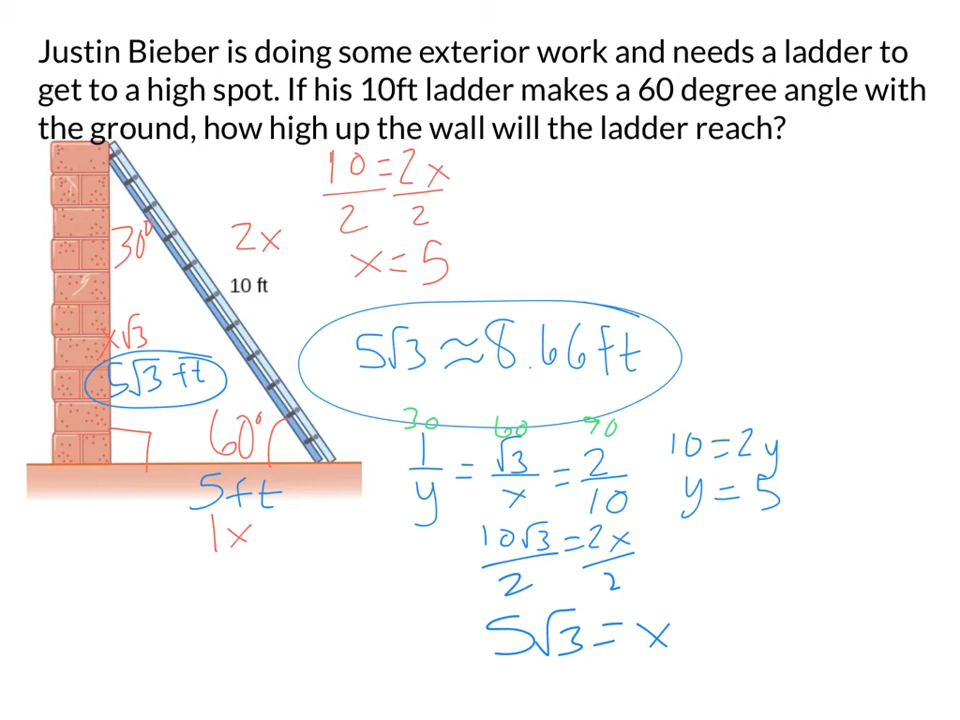 Justin Bieber is doing some exterior work and needs a ladder to
get to a high spot. If his 10ft ladder makes a 60 degree angle with
the ground, how high up the wall will the ladder reach?
10 = 2x
2 2
x = 5
30°
2x
10 ft
x√3
5√3 ft
5√3 ≈ 8.66 ft
60°
5ft
1x
30 60 90
1/y = √3/x = 2/10
10 = 2y
y = 5
10√3 = 2x
2 2
5√3 = x